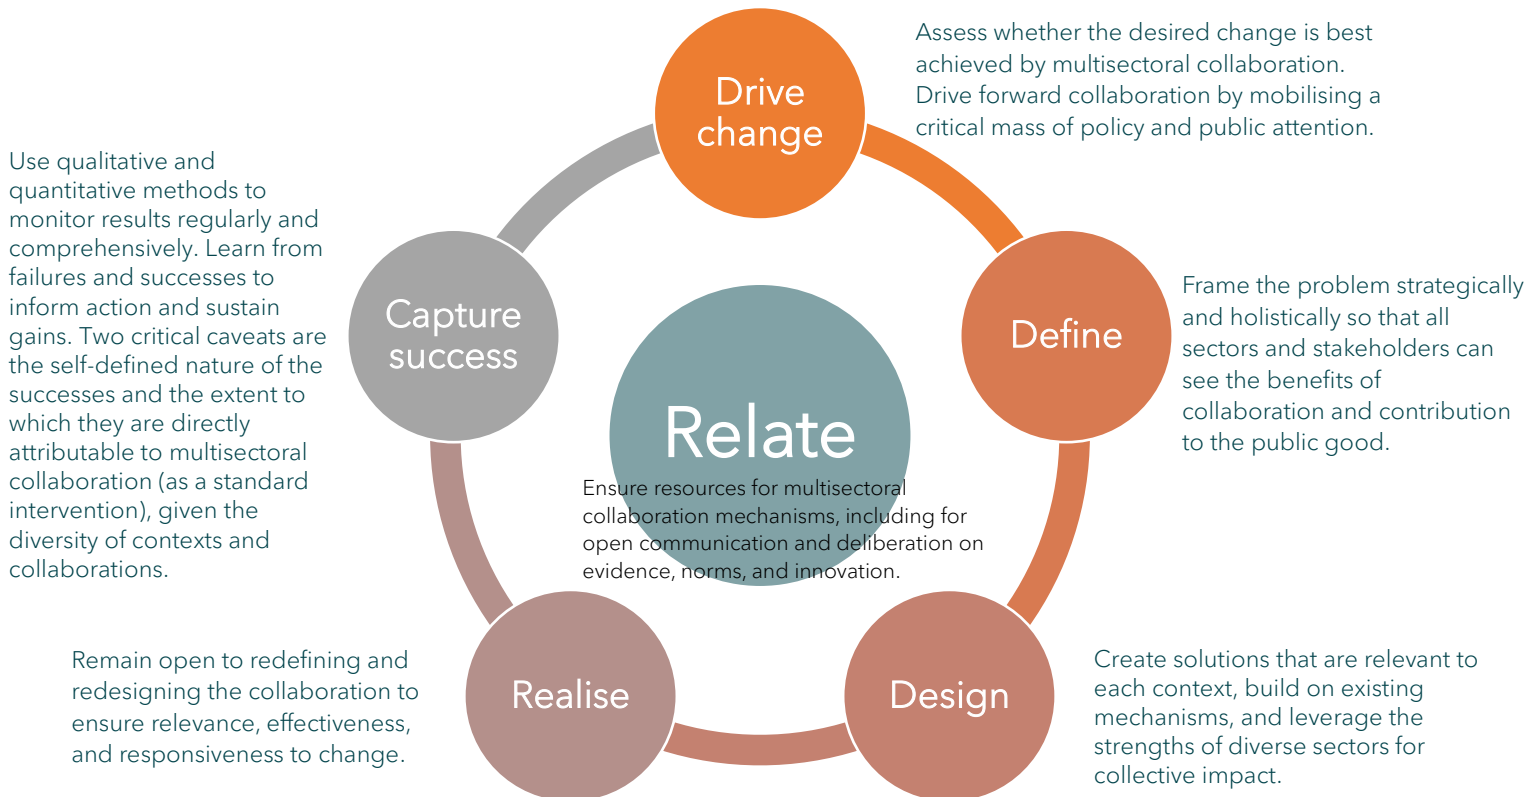 Drive
change
Assess whether the desired change is best
achieved by multisectoral collaboration.
Drive forward collaboration by mobilising a
critical mass of policy and public attention.
Define
Frame the problem strategically
and holistically so that all
sectors and stakeholders can
see the benefits of
collaboration and contribution
to the public good.
Design
Create solutions that are relevant to
each context, build on existing
mechanisms, and leverage the
strengths of diverse sectors for
collective impact.
Realise
Remain open to redefining and
redesigning the collaboration to
ensure relevance, effectiveness,
and responsiveness to change.
Capture
success
Use qualitative and
quantitative methods to
monitor results regularly and
comprehensively. Learn from
failures and successes to
inform action and sustain
gains. Two critical caveats are
the self-defined nature of the
successes and the extent to
which they are directly
attributable to multisectoral
collaboration (as a standard
intervention), given the
diversity of contexts and
collaborations.
Relate
Ensure resources for multisectoral
collaboration mechanisms, including for
open communication and deliberation on
evidence, norms, and innovation.